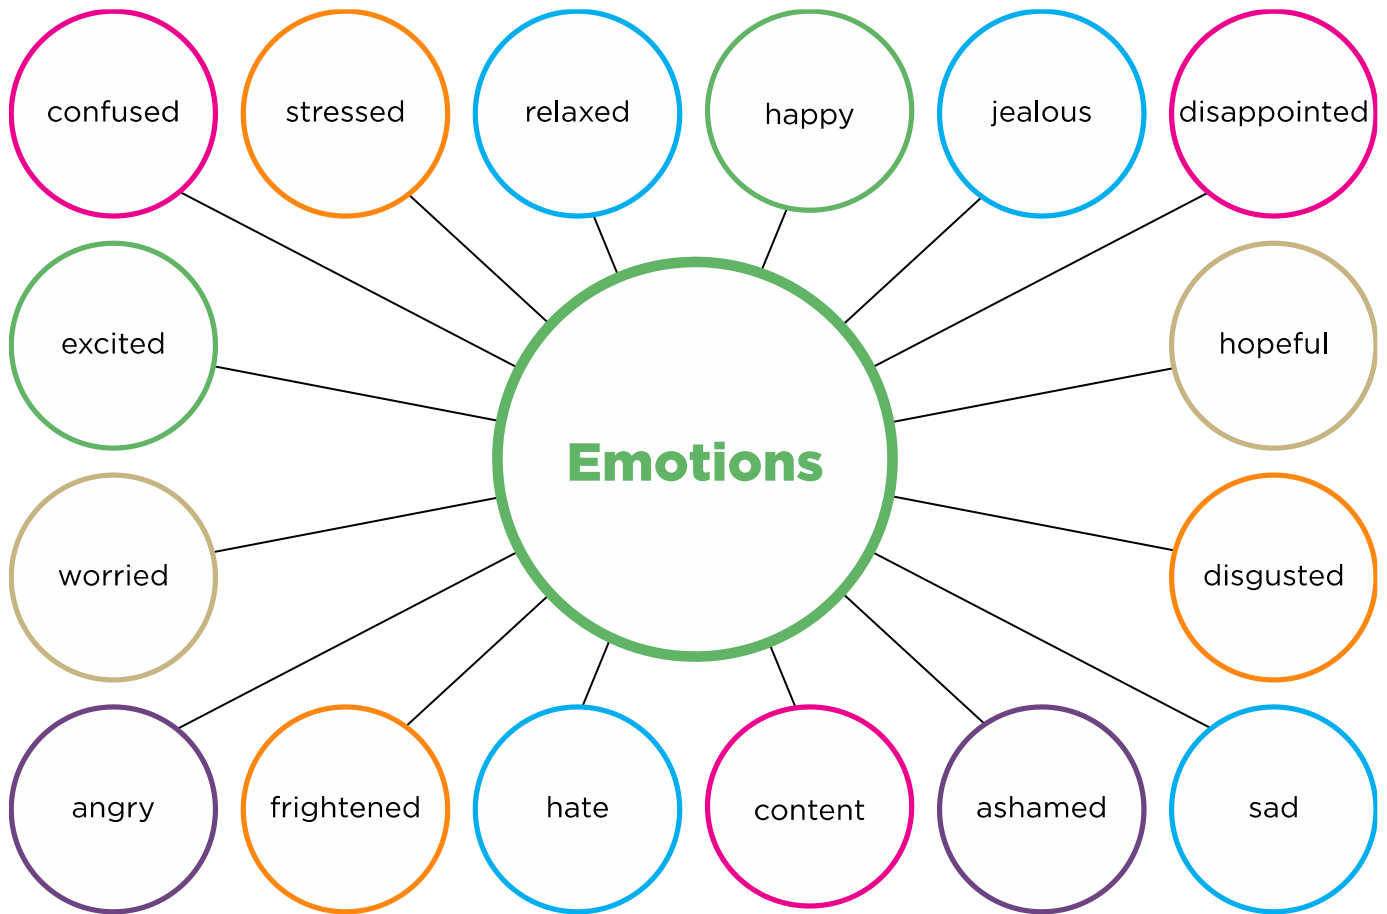 confused
stressed
relaxed
happy
jealous
disappointed
excited
hopeful
Emotions
worried
disgusted
angry
frightened
hate
content
ashamed
sad